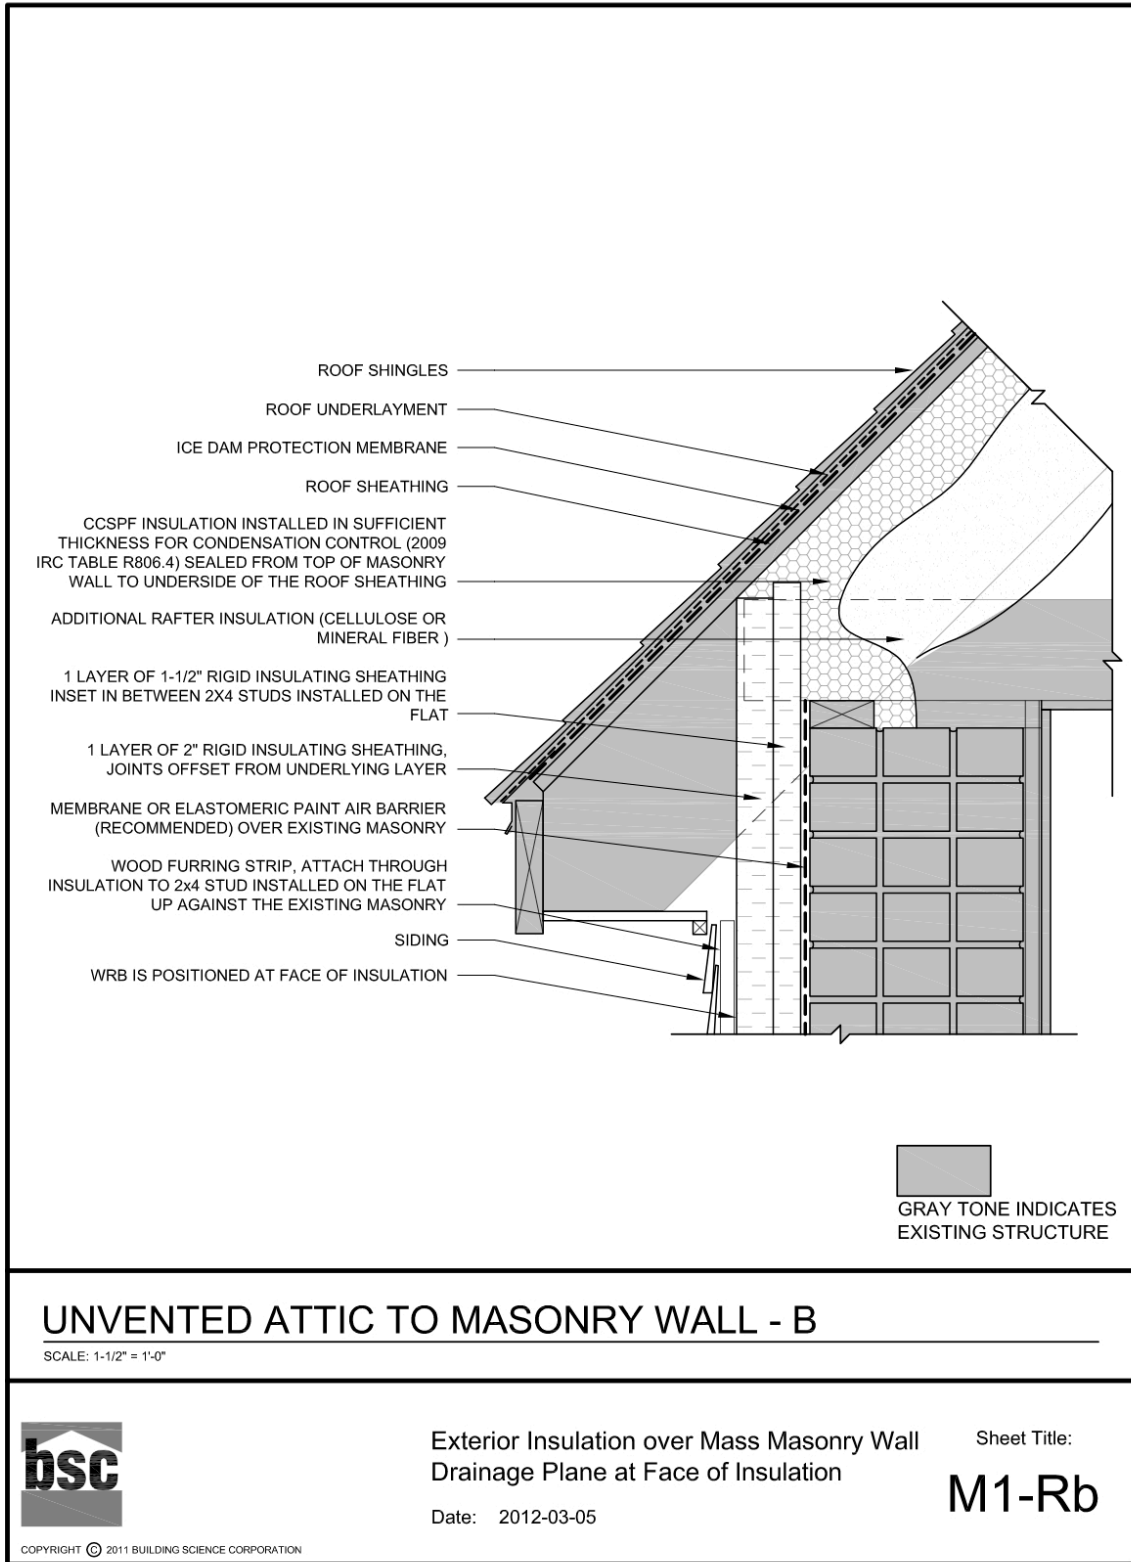 ROOF SHINGLES
ROOF UNDERLAYMENT
ICE DAM PROTECTION MEMBRANE
ROOF SHEATHING
CCSPF INSULATION INSTALLED IN SUFFICIENT
THICKNESS FOR CONDENSATION CONTROL (2009
IRC TABLE R806.4) SEALED FROM TOP OF MASONRY
WALL TO UNDERSIDE OF THE ROOF SHEATHING
ADDITIONAL RAFTER INSULATION (CELLULOSE OR
MINERAL FIBER )
1 LAYER OF 1-1/2" RIGID INSULATING SHEATHING
INSET IN BETWEEN 2X4 STUDS INSTALLED ON THE
FLAT
1 LAYER OF 2" RIGID INSULATING SHEATHING,
JOINTS OFFSET FROM UNDERLYING LAYER
MEMBRANE OR ELASTOMERIC PAINT AIR BARRIER
(RECOMMENDED) OVER EXISTING MASONRY
WOOD FURRING STRIP, ATTACH THROUGH
INSULATION TO 2x4 STUD INSTALLED ON THE FLAT
UP AGAINST THE EXISTING MASONRY
SIDING
WRB IS POSITIONED AT FACE OF INSULATION
GRAY TONE INDICATES
EXISTING STRUCTURE
UNVENTED ATTIC TO MASONRY WALL - B
SCALE: 1-1/2" = 1'-0"
bsc
Exterior Insulation over Mass Masonry Wall
Drainage Plane at Face of Insulation
Date: 2012-03-05
Sheet Title:
M1-Rb
COPYRIGHT © 2011 BUILDING SCIENCE CORPORATION